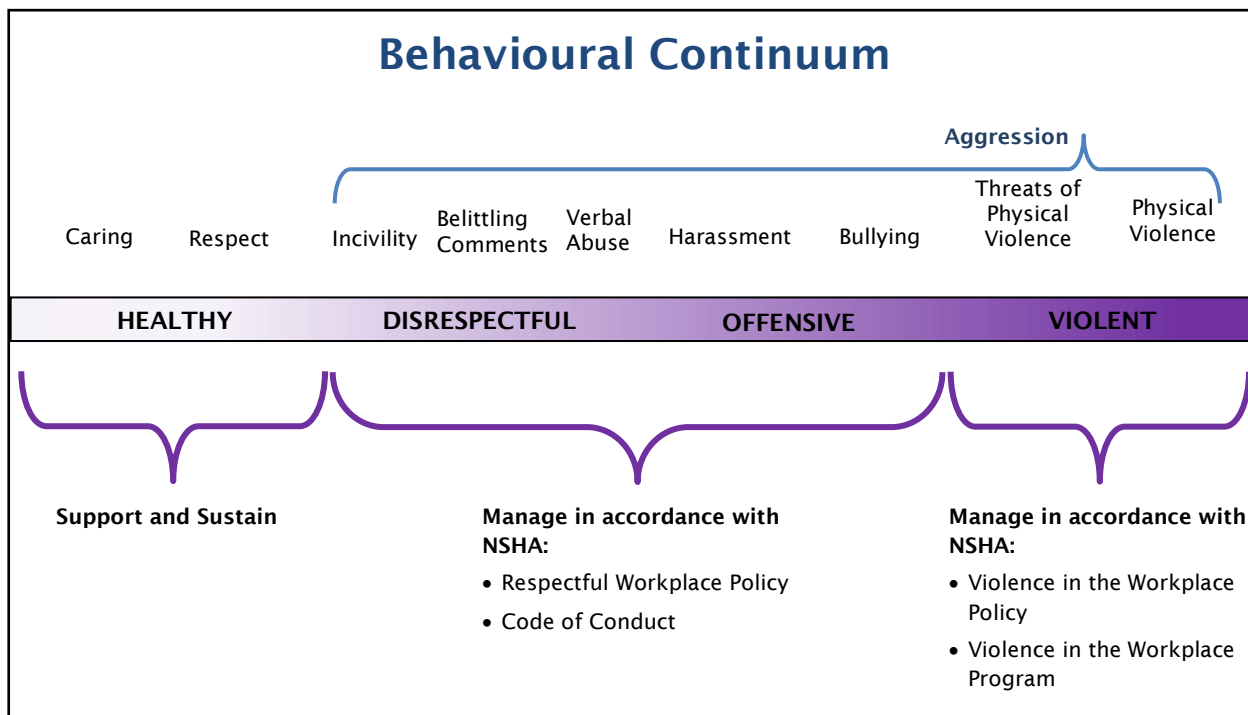 Behavioural Continuum
Aggression
Caring
Respect
Incivility
Belittling
Comments
Verbal
Abuse
Harassment
Bullying
Threats of
Physical
Violence
Physical
Violence
HEALTHY
DISRESPECTFUL
OFFENSIVE
VIOLENT
Support and Sustain
Manage in accordance with
NSHA:
• Respectful Workplace Policy
• Code of Conduct
Manage in accordance with
NSHA:
• Violence in the Workplace
Policy
• Violence in the Workplace
Program